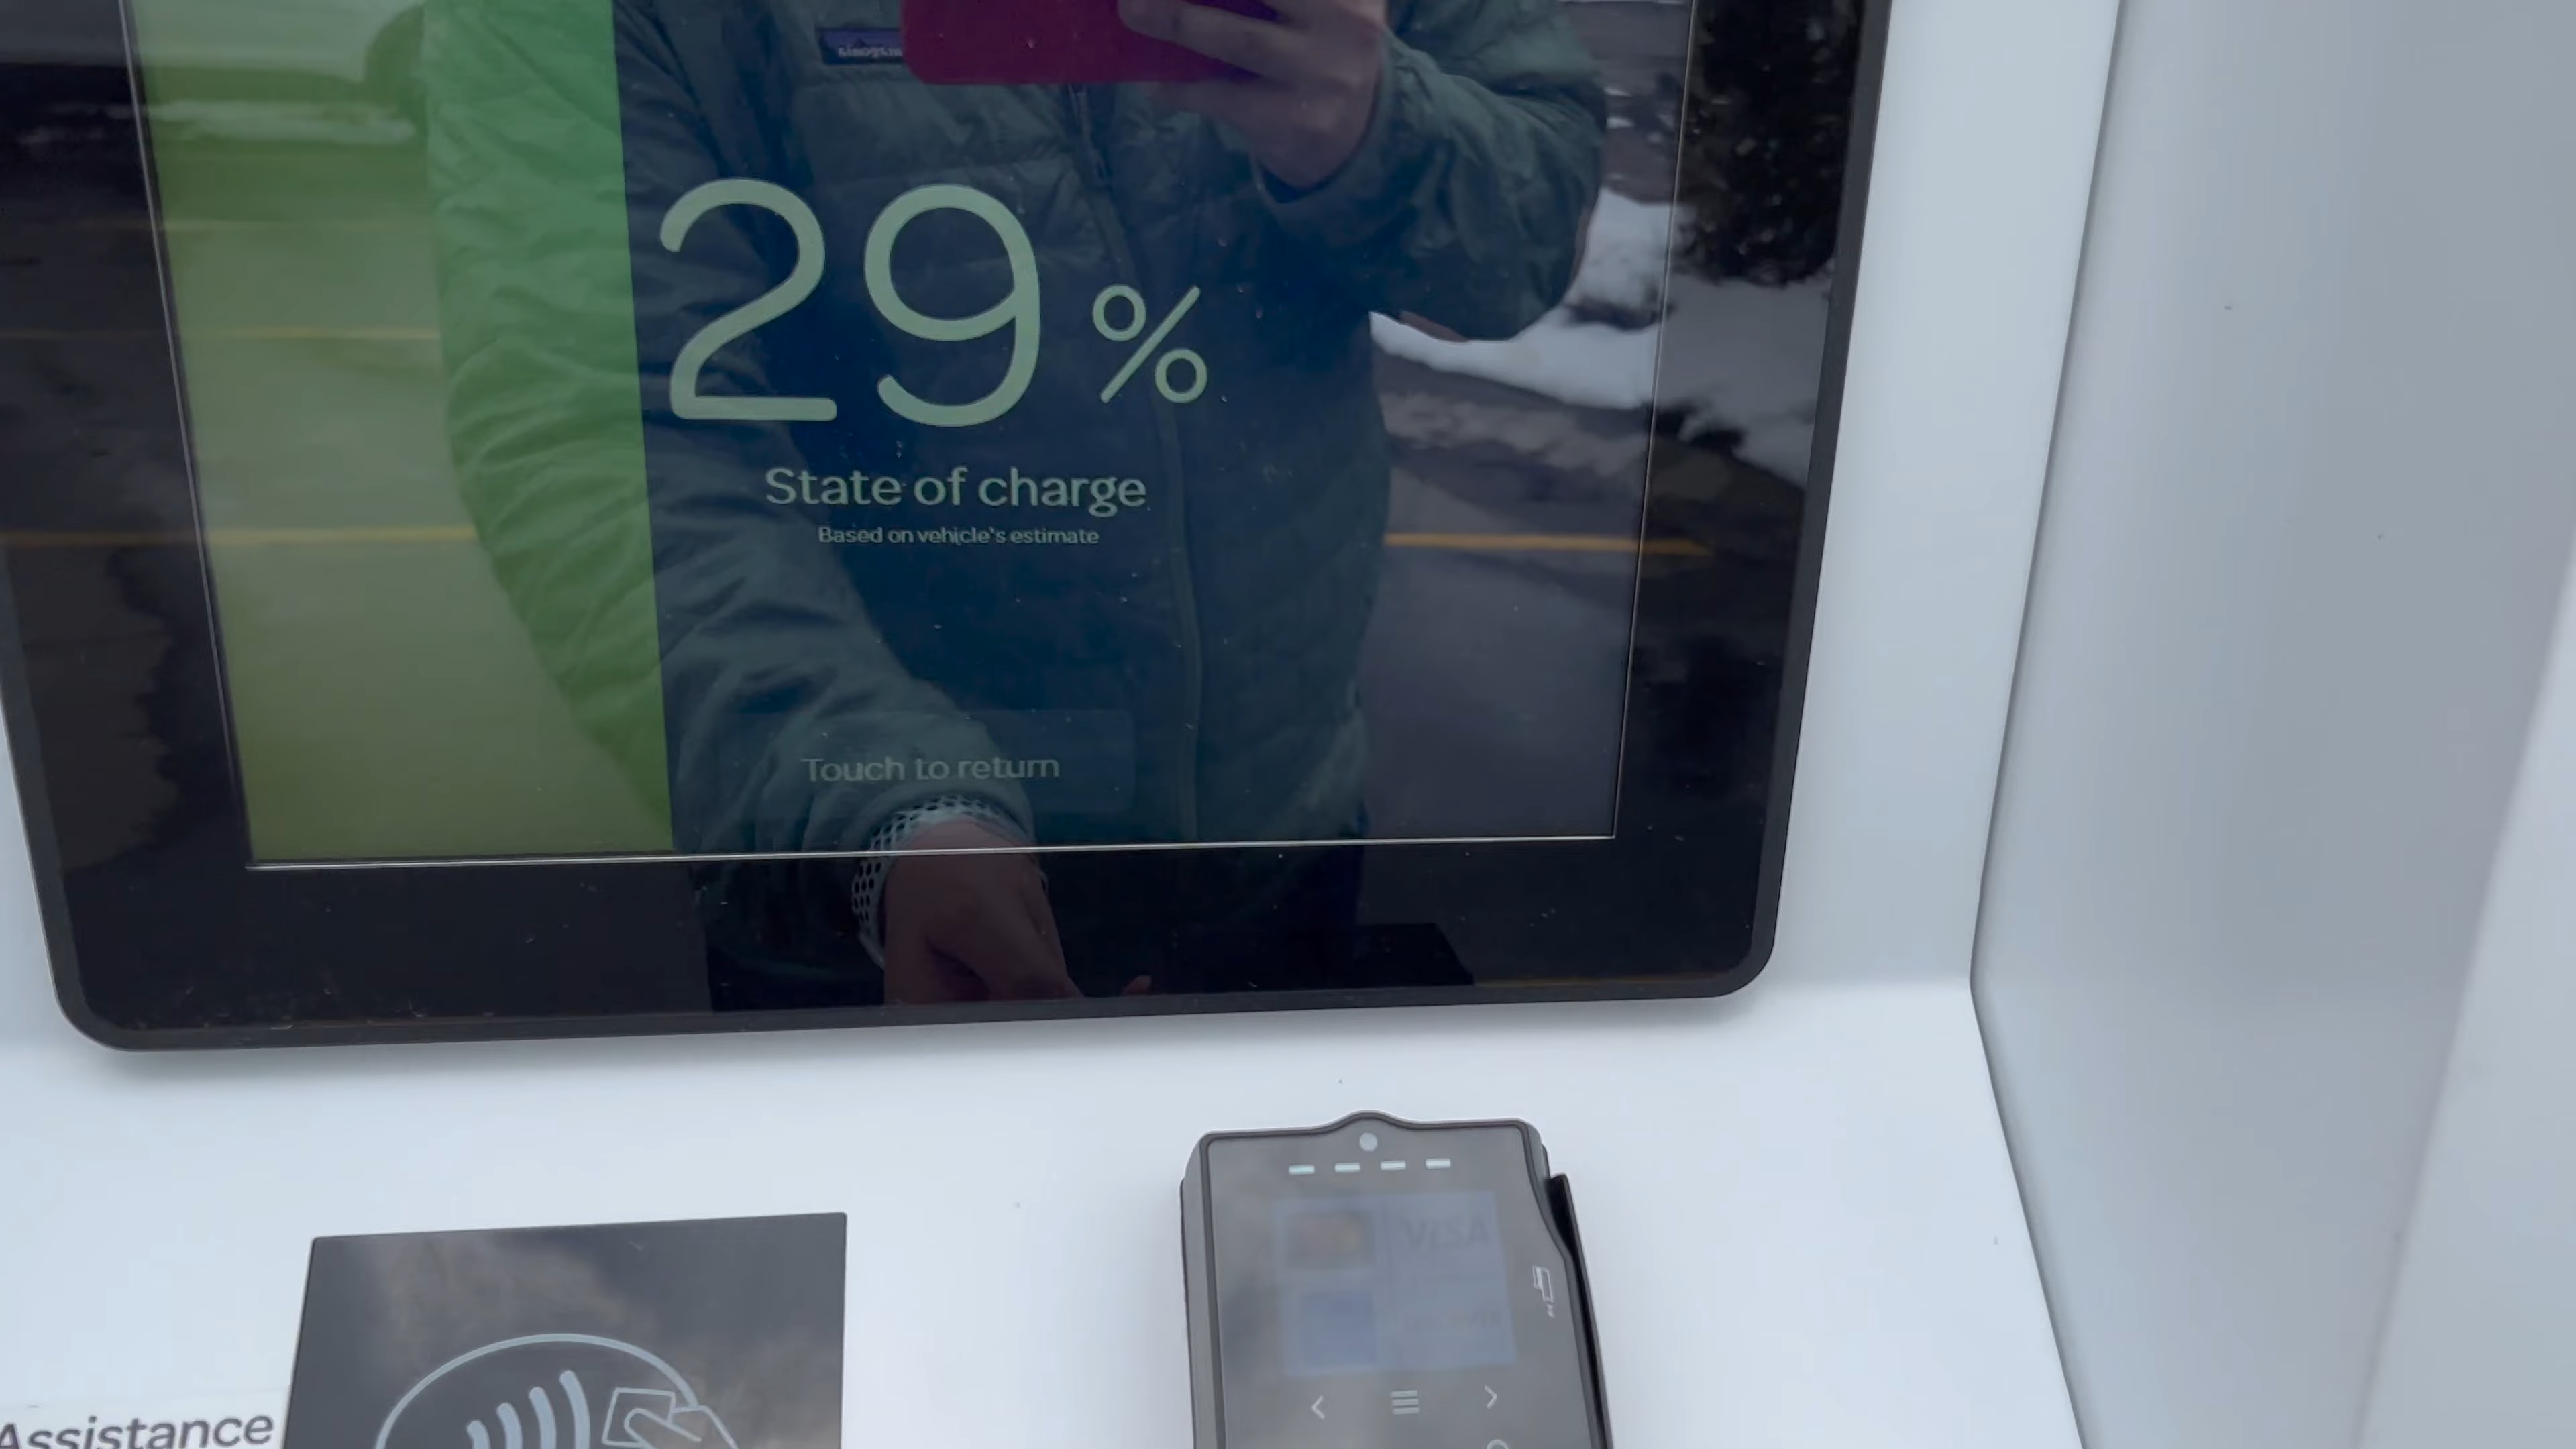 29%
State of charge
Based on vehicle's estimate
Touch to return
VISA
Assistance